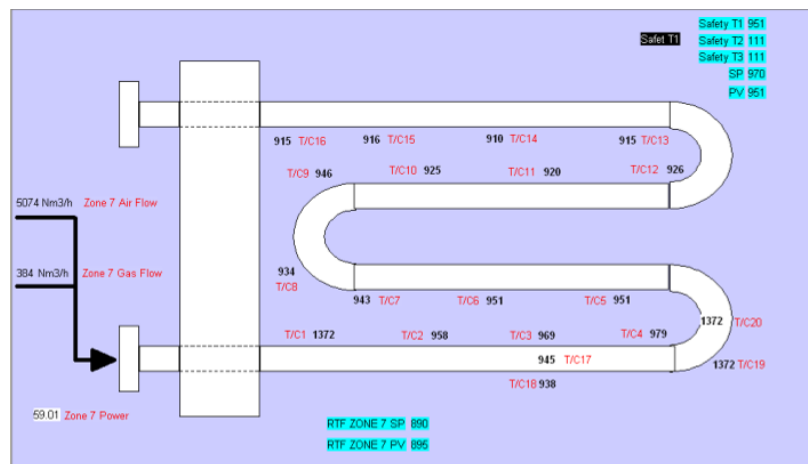 Safety T1 951
Safet T1
Safety T2 111
Safety T3 111
SP 970
PV 951
915 T/C16 916 T/C15 910 T/C14 915 T/C13
T/C9 946 T/C10 925 T/C11 920 T/C12 926
5074 Nm3/h Zone 7 Air Flow
384 Nm3/h Zone 7 Gas Flow
934
T/C8
943 T/C7 T/C6 951 T/C5 951
1372 T/C20
T/C1 1372 T/C2 958 T/C3 969 T/C4 979
945 T/C17
1372 T/C19
T/C18 938
59.01 Zone 7 Power
RTF ZONE 7 SP 890
RTF ZONE 7 PV 895